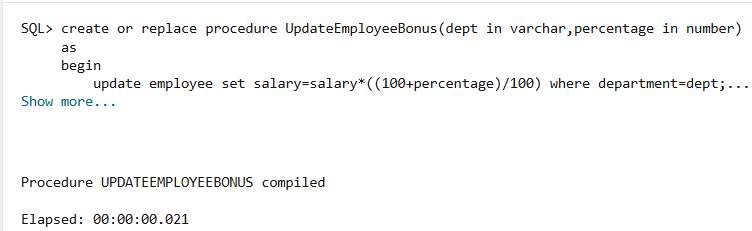 SQL> create or replace procedure UpdateEmployeeBonus(dept in varchar,percentage in number)
as
begin
update employee set salary=salary*((100+percentage)/100) where department=dept;...
Show more...
Procedure UPDATEEMPLOYEEBONUS compiled
Elapsed: 00:00:00.021